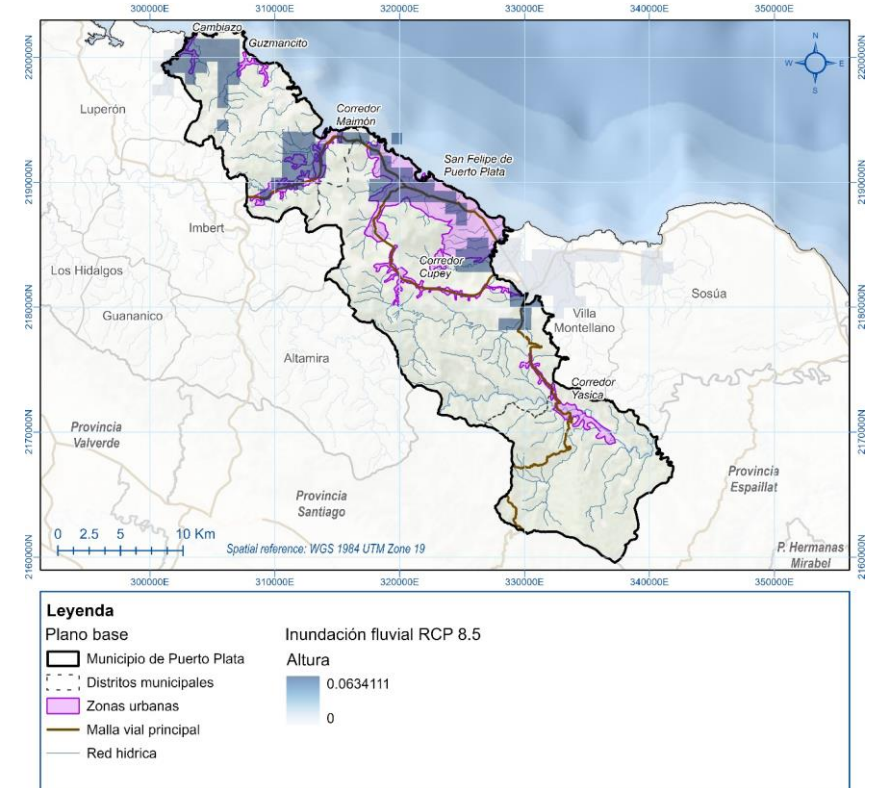 300000E 310000E 320000E 330000E 340000E 350000E
Cambiazo
Guzmancito
N
W E
S
2200000N 2200000N
Luperón
Corredor
Maimón
San Felipe de
Puerto Plata
2190000N 2190000N
Imbert
Corredor
Cupey
Los Hidalgos
Sosúa
Guananico
Villa
Montellano
2180000N 2180000N
Altamira
Corredor
Yasica
Provincia
Valverde
2170000N 2170000N
Provincia
Espaillat
Provincia
Santiago
0 2.5 5 10 Km
Spatial reference: WGS 1984 UTM Zone 19
P. Hermanas
Mirabel
2160000N 2160000N
300000E 310000E 320000E 330000E 340000E 350000E
Leyenda
Plano base
Municipio de Puerto Plata
Distritos municipales
Zonas urbanas
Malla vial principal
Red hidrica
Inundación fluvial RCP 8.5
Altura
0.0634111
0